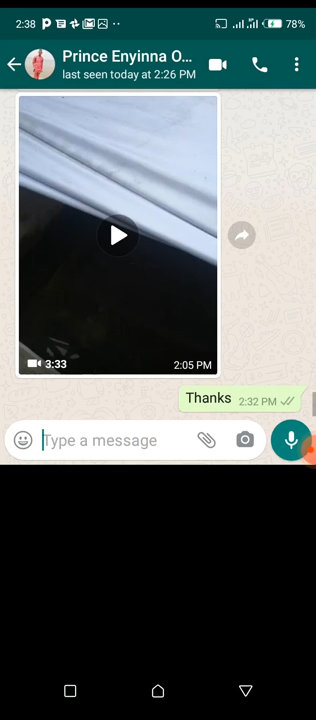 2:38 78%
Prince Enyinna O...
last seen today at 2:26 PM
3:33 2:05 PM
Thanks 2:32 PM
Type a message